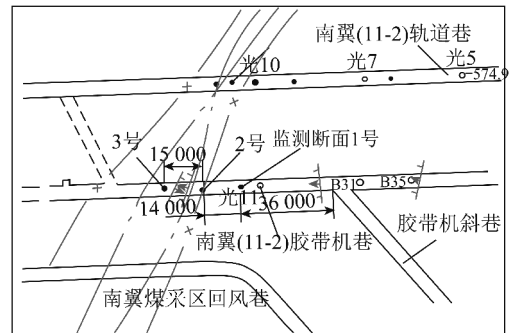 南翼(11-2)轨道巷
光10
光7
光5
-574.9
3号
15 000
2号
监测断面1号
14 000
光11
36 000
B31
B35
南翼(11-2)胶带机巷
胶带机斜巷
南翼煤采区回风巷